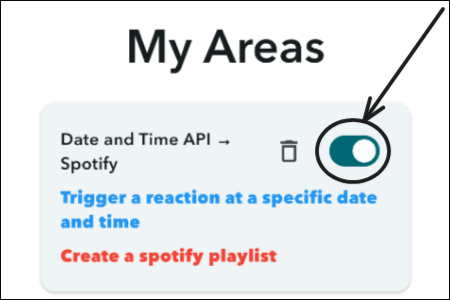 My Areas
Date and Time API →
Spotify
Trigger a reaction at a specific date
and time
Create a spotify playlist